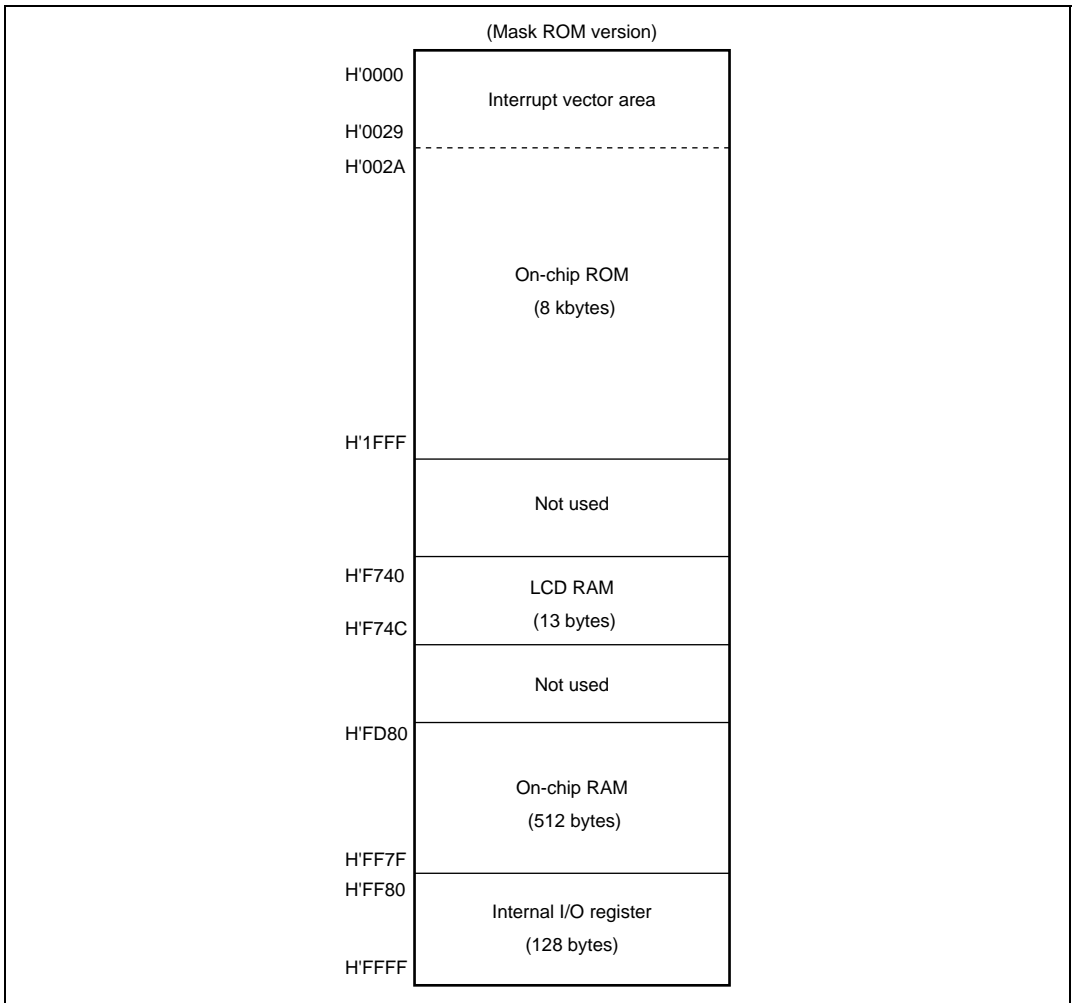 (Mask ROM version)
H'0000
Interrupt vector area
H'0029
H'002A
On-chip ROM
(8 kbytes)
H'1FFF
Not used
H'F740
LCD RAM
(13 bytes)
H'F74C
Not used
H'FD80
On-chip RAM
(512 bytes)
H'FF7F
H'FF80
Internal I/O register
(128 bytes)
H'FFFF